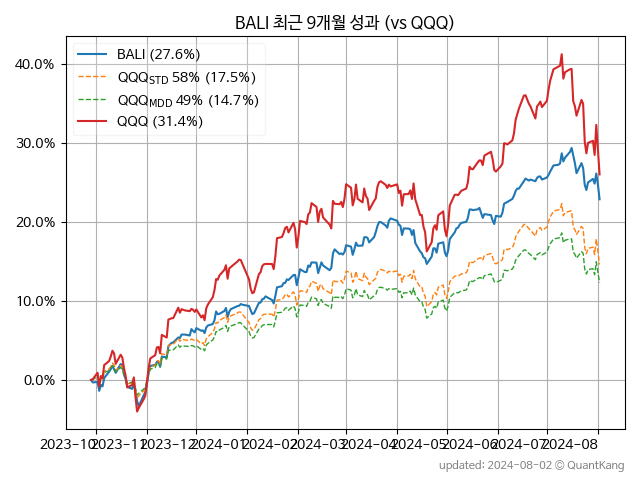 BALI 최근 9개월 성과 (vs QQQ)
BALI (27.6%)
QQQSTD 58% (17.5%)
QQQMDD 49% (14.7%)
QQQ (31.4%)
40.0%
30.0%
20.0%
10.0%
0.0%
2023-10 2023-11 2023-12 2024-01 2024-02 2024-03 2024-04 2024-05 2024-06 2024-07 2024-08
updated: 2024-08-02 © QuantKang